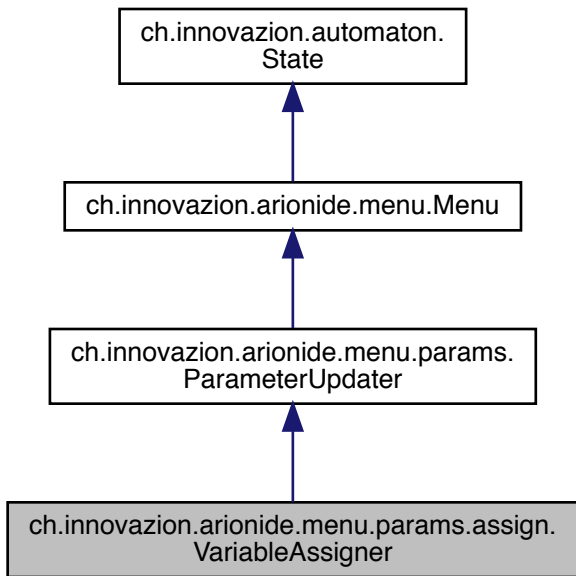 ch.innovazion.automaton.
State
ch.innovazion.arionide.menu.Menu
ch.innovazion.arionide.menu.params.
ParameterUpdater
ch.innovazion.arionide.menu.params.assign.
VariableAssigner